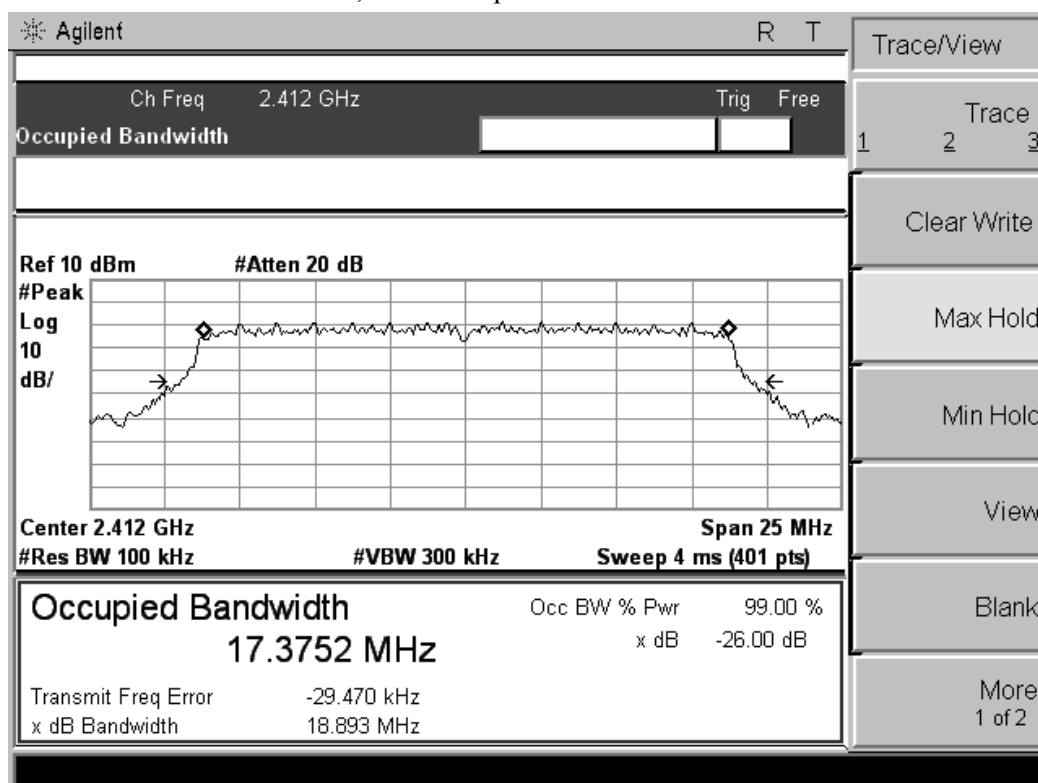 Agilent R T
Trace/View
Ch Freq 2.412 GHz Trig Free
Occupied Bandwidth
Trace
1 2 3
Clear Write
Max Hold
Min Hold
View
Blank
More
1 of 2
Ref 10 dBm #Atten 20 dB
#Peak
Log
10
dB/
Center 2.412 GHz Span 25 MHz
#Res BW 100 kHz #VBW 300 kHz Sweep 4 ms (401 pts)
Occupied Bandwidth Occ BW % Pwr 99.00 %
17.3752 MHz x dB -26.00 dB
Transmit Freq Error -29.470 kHz
x dB Bandwidth 18.893 MHz